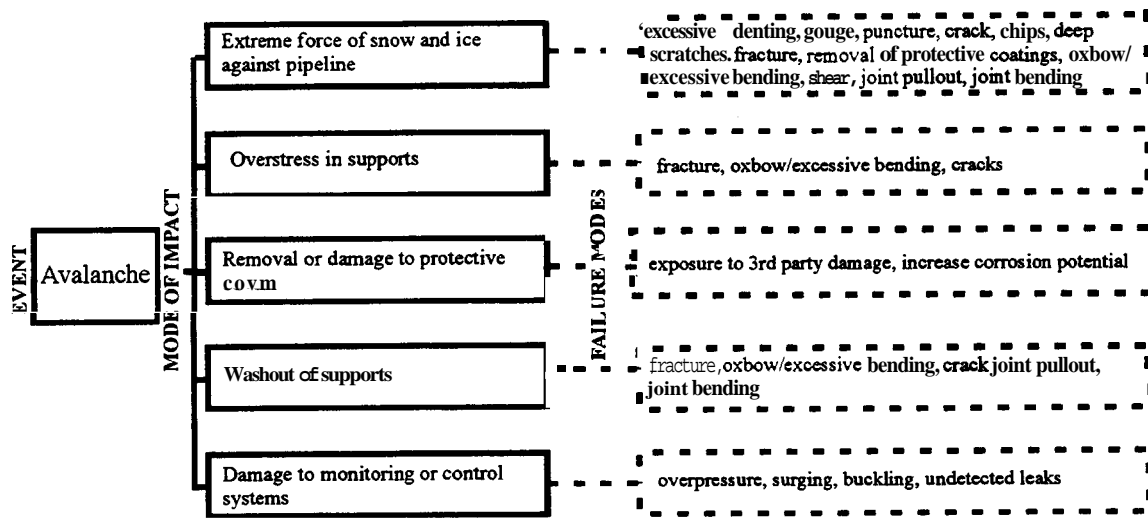 EVENT
Avalanche
MODE OF IMPACT
Extreme force of snow and ice
against pipeline
Overstress in supports
Removal or damage to protective
cov.m
Washout of supports
Damage to monitoring or control
systems
FAILURE MODES
excessive denting, gouge, puncture, crack, chips, deep
scratches. fracture, removal of protective coatings, oxbow/
excessive bending, shear, joint pullout, joint bending
fracture, oxbow/excessive bending, cracks
exposure to 3rd party damage, increase corrosion potential
fracture, oxbow/excessive bending, crack joint pullout,
joint bending
overpressure, surging, buckling, undetected leaks